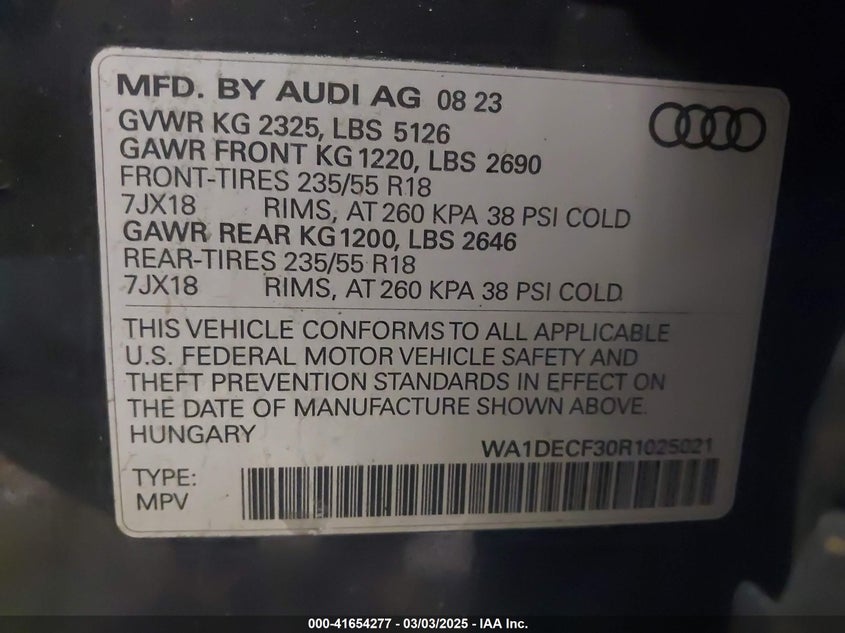 MFD. BY AUDI AG 08 23
GVWR KG 2325, LBS 5126
GAWR FRONT KG 1220, LBS 2690
FRONT-TIRES 235/55 R18
7JX18 RIMS, AT 260 KPA 38 PSI COLD
GAWR REAR KG 1200, LBS 2646
REAR-TIRES 235/55 R18
7JX18 RIMS, AT 260 KPA 38 PSI COLD
THIS VEHICLE CONFORMS TO ALL APPLICABLE
U.S. FEDERAL MOTOR VEHICLE SAFETY AND
THEFT PREVENTION STANDARDS IN EFFECT ON
THE DATE OF MANUFACTURE SHOWN ABOVE.
HUNGARY
WA1DECF30R1025021
TYPE:
MPV
000-41654277 - 03/03/2025 - IAA Inc.